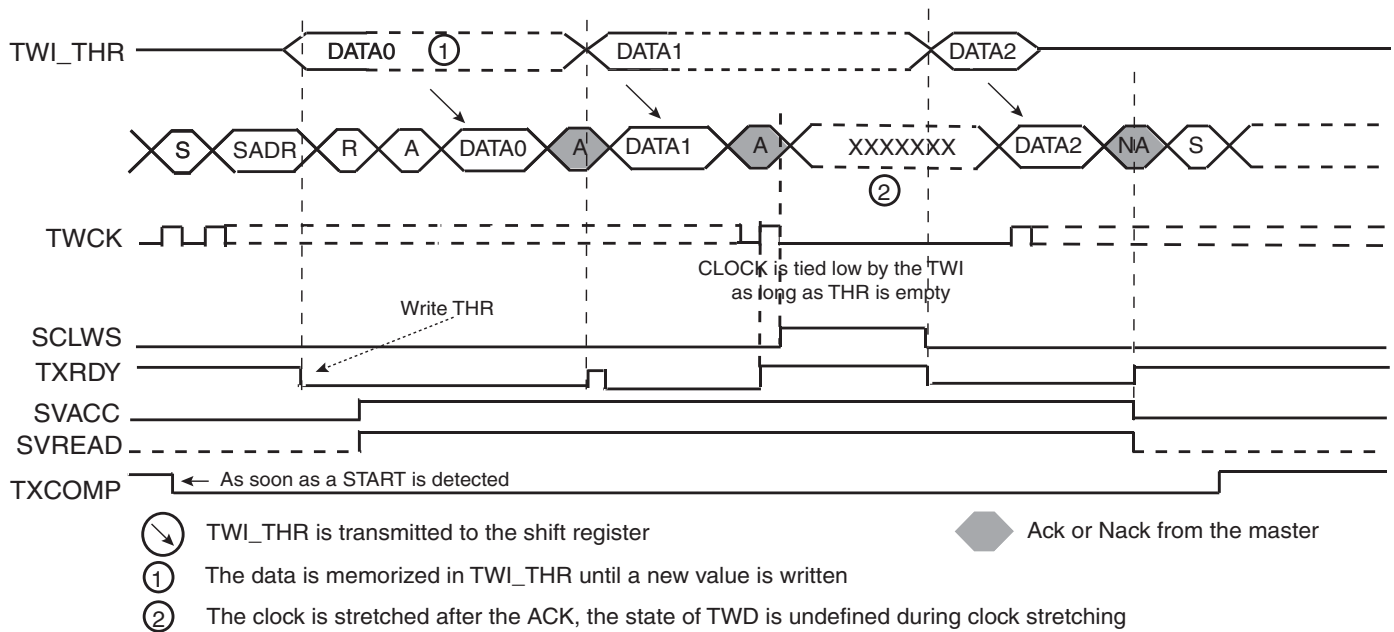 TWI_THR DATA0 1 DATA1 DATA2
S SADR R A DATA0 A DATA1 A XXXXXXX DATA2 NA S
2
TWCK
CLOCK is tied low by the TWI
as long as THR is empty
Write THR
SCLWS
TXRDY
SVACC
SVREAD
TXCOMP As soon as a START is detected
TWI_THR is transmitted to the shift register Ack or Nack from the master
1 The data is memorized in TWI_THR until a new value is written
2 The clock is stretched after the ACK, the state of TWD is undefined during clock stretching